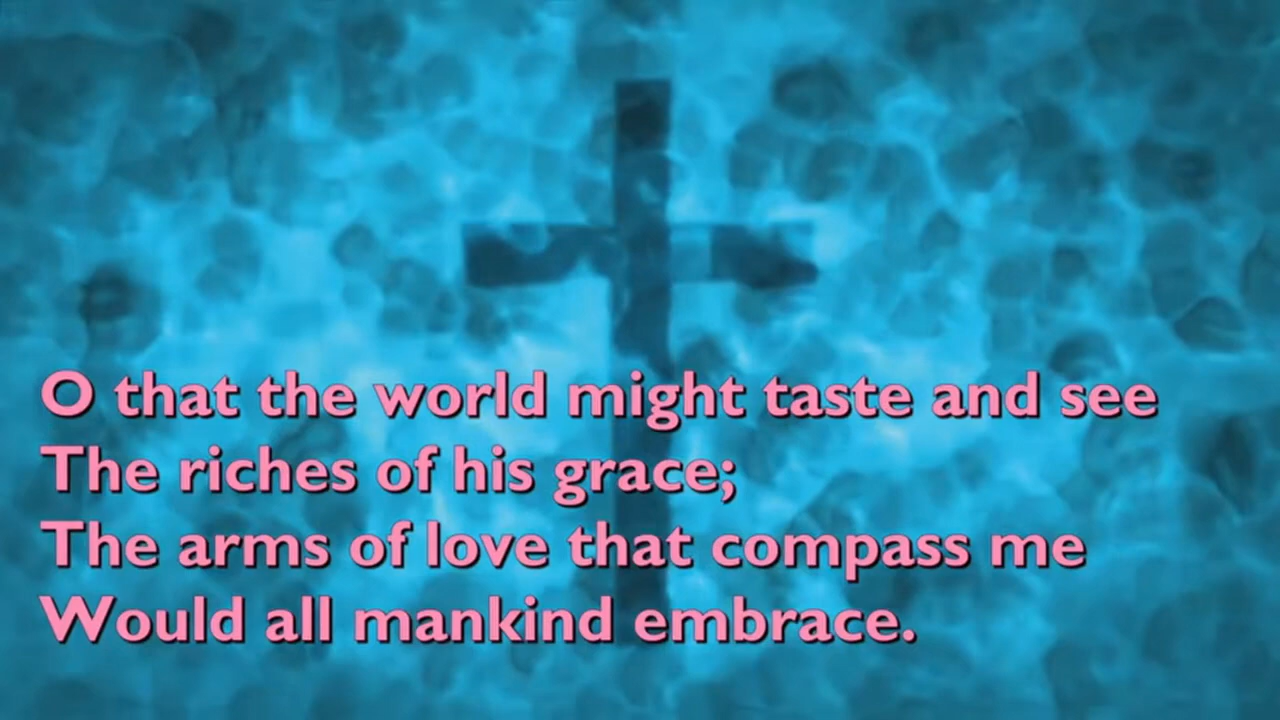 O that the world might taste and see
The riches of his grace;
The arms of love that compass me
Would all mankind embrace.